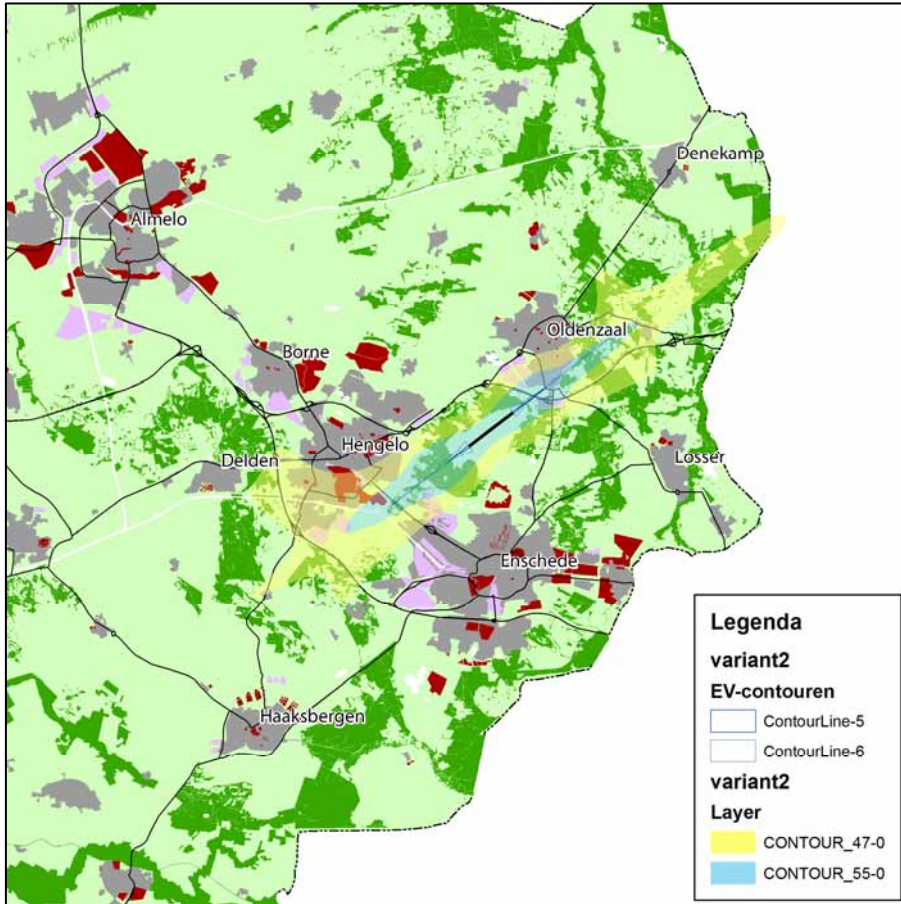 Denekamp
Almelo
Oldenzaal
Borne
Hengelo
Delden
Losser
Enschede
Haaksbergen
Legenda
variant2
EV-contouren
ContourLine-5
ContourLine-6
variant2
Layer
CONTOUR_47-0
CONTOUR_55-0